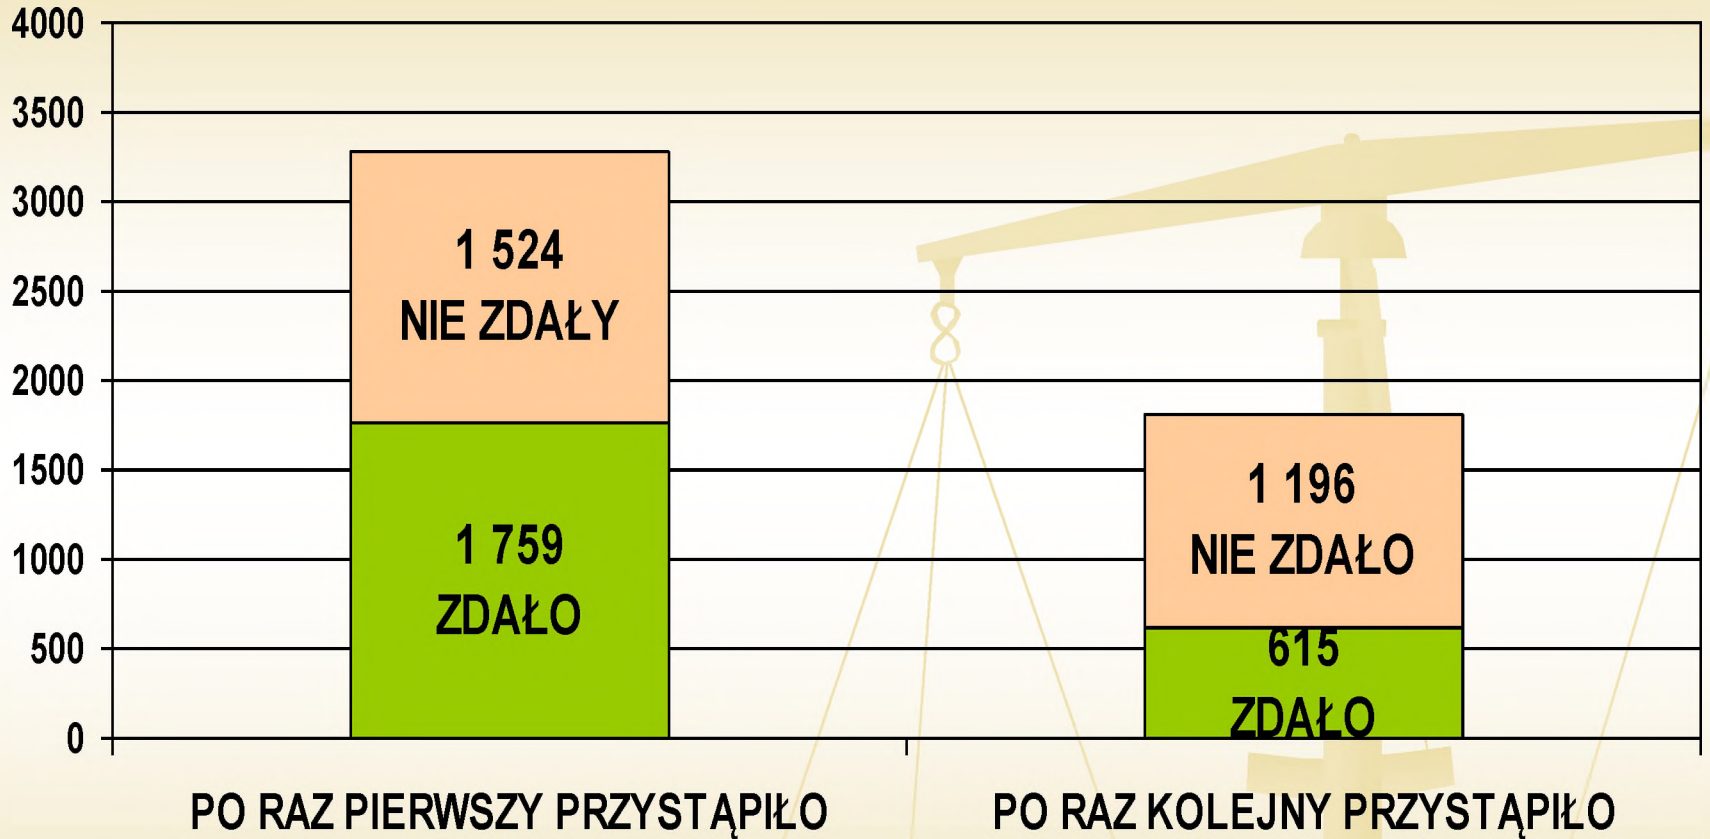 4000
3500
3000
2500
2000
1500
1000
500
0
1 524
NIE ZDAŁY
1 759
ZDAŁO
1 196
NIE ZDAŁO
615
ZDAŁO
PO RAZ PIERWSZY PRZYSTĄPIŁO
PO RAZ KOLEJNY PRZYSTĄPIŁO